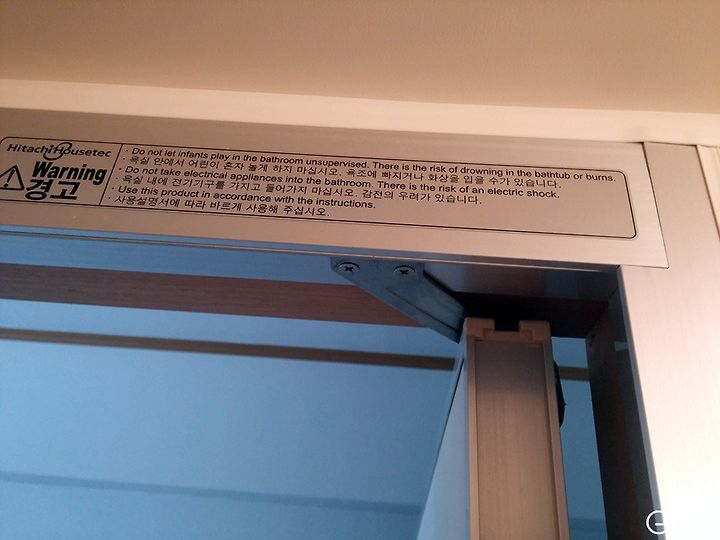 Hitachi Housetec
Warning
경고
· Do not let infants play in the bathroom unsupervised. There is the risk of drowning in the bathtub or burns.
· 욕실 안에서 어린이 혼자 놀게 하지 마십시오. 욕조에 빠지거나 화상을 입을 수가 있습니다.
· Do not take electrical appliances into the bathroom. There is the risk of an electric shock.
· 욕실 내에 전기기구를 가지고 들어가지 마십시오. 감전의 우려가 있습니다.
· Use this product in accordance with the instructions.
· 사용설명서에 따라 바르게 사용해 주십시오.